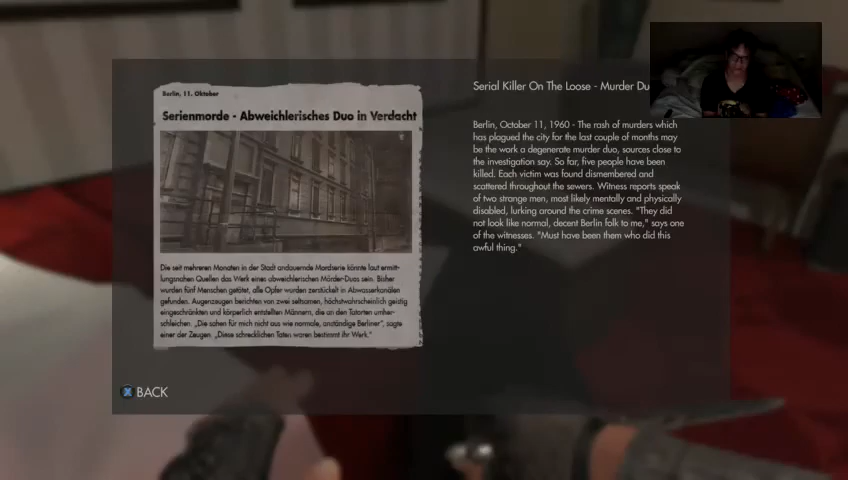 Berlin, 11. Oktober
Serienmorde - Abweichlerisches Duo in Verdacht
Die seit mehreren Monaten in der Stadt andauernde Mordserie könnte laut ermitt-
lungsnahen Quellen das Werk eines abweichlerischen Mörder-Duos sein. Bisher
wurden fünf Menschen getötet, alle Opfer wurden zerstückelt in Abwasserkanälen
gefunden. Augenzeugen berichten von zwei seltsamen, höchstwahrscheinlich geistig
eingeschränkten und körperlich entstellten Männern, die an den Tatorten umher-
schleichen. „Die sahen für mich nicht aus wie normale, anständige Berliner", sagte
einer der Zeugen. „Diese schrecklichen Taten waren bestimmt ihr Werk."
Serial Killer On The Loose - Murder Du
Berlin, October 11, 1960 - The rash of murders which
has plagued the city for the last couple of months may
be the work a degenerate murder duo, sources close to
the investigation say. So far, five people have been
killed. Each victim was found dismembered and
scattered throughout the sewers. Witness reports speak
of two strange men, most likely mentally and physically
disabled, lurking around the crime scenes. "They did
not look like normal, decent Berlin folk to me," says one
of the witnesses. "Must have been them who did this
awful thing."
BACK